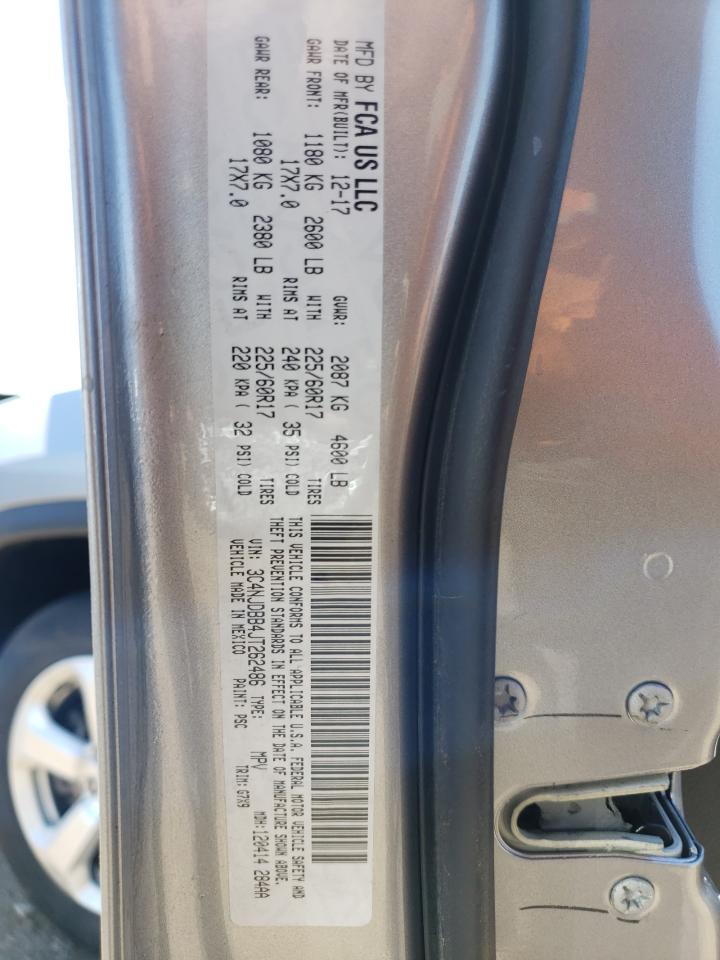 MFD BY FCA US LLC
DATE OF MFR(BUILT): 12-17 GVWR: 2087 KG 4600 LB
GAWR FRONT: 1180 KG 2600 LB WITH 225/60R17 TIRES
17X7.0 RIMS AT 240 KPA ( 35 PSI) COLD
GAWR REAR: 1080 KG 2380 LB WITH 225/60R17 TIRES
17X7.0 RIMS AT 220 KPA ( 32 PSI) COLD
THIS VEHICLE CONFORMS TO ALL APPLICABLE U.S.A. FEDERAL MOTOR VEHICLE SAFETY AND
THEFT PREVENTION STANDARDS IN EFFECT ON THE DATE OF MANUFACTURE SHOWN ABOVE.
VIN: 3C4NJDBB4JT262486 TYPE: MPV MDH:120414 284AA
VEHICLE MADE IN MEXICO PAINT: PSC TRIM: G7X9